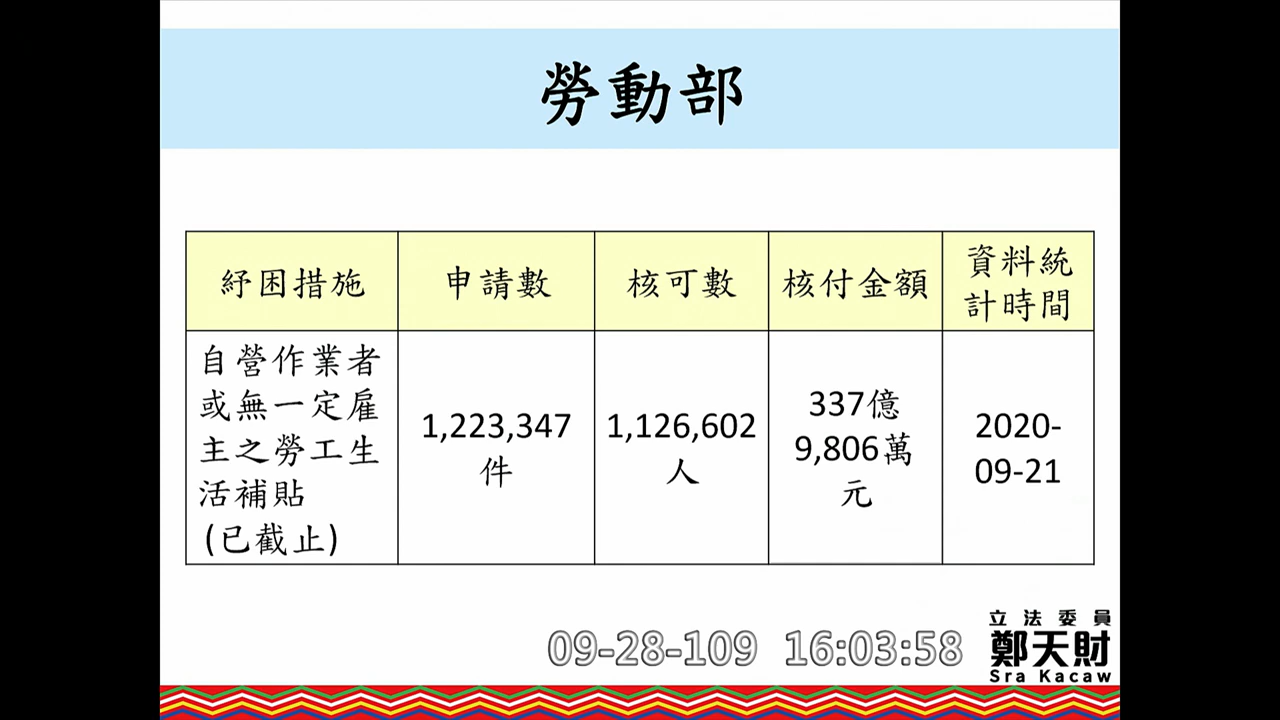 勞動部
紓困措施
申請數
核可數
核付金額
資料統
計時間
自營作業者
或無一定雇
主之勞工生
活補貼
(已截止)
1,223,347
件
1,126,602
人
337億
9,806萬
元
2020-
09-21
09-28-109 16:03:58
立法委員
鄭天財
Sra Kacaw